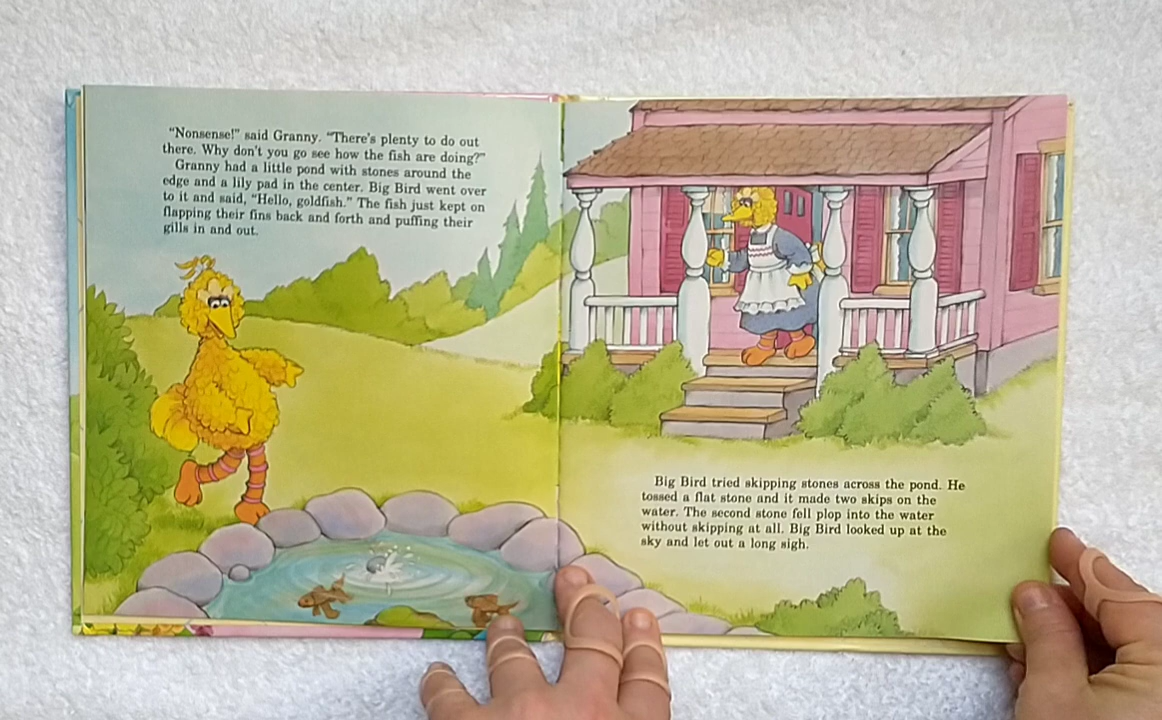 "Nonsense!" said Granny. "There's plenty to do out
there. Why don't you go see how the fish are doing?"
Granny had a little pond with stones around the
edge and a lily pad in the center. Big Bird went over
to it and said, "Hello, goldfish." The fish just kept on
flapping their fins back and forth and puffing their
gills in and out.
Big Bird tried skipping stones across the pond. He
tossed a flat stone and it made two skips on the
water. The second stone fell plop into the water
without skipping at all. Big Bird looked up at the
sky and let out a long sigh.